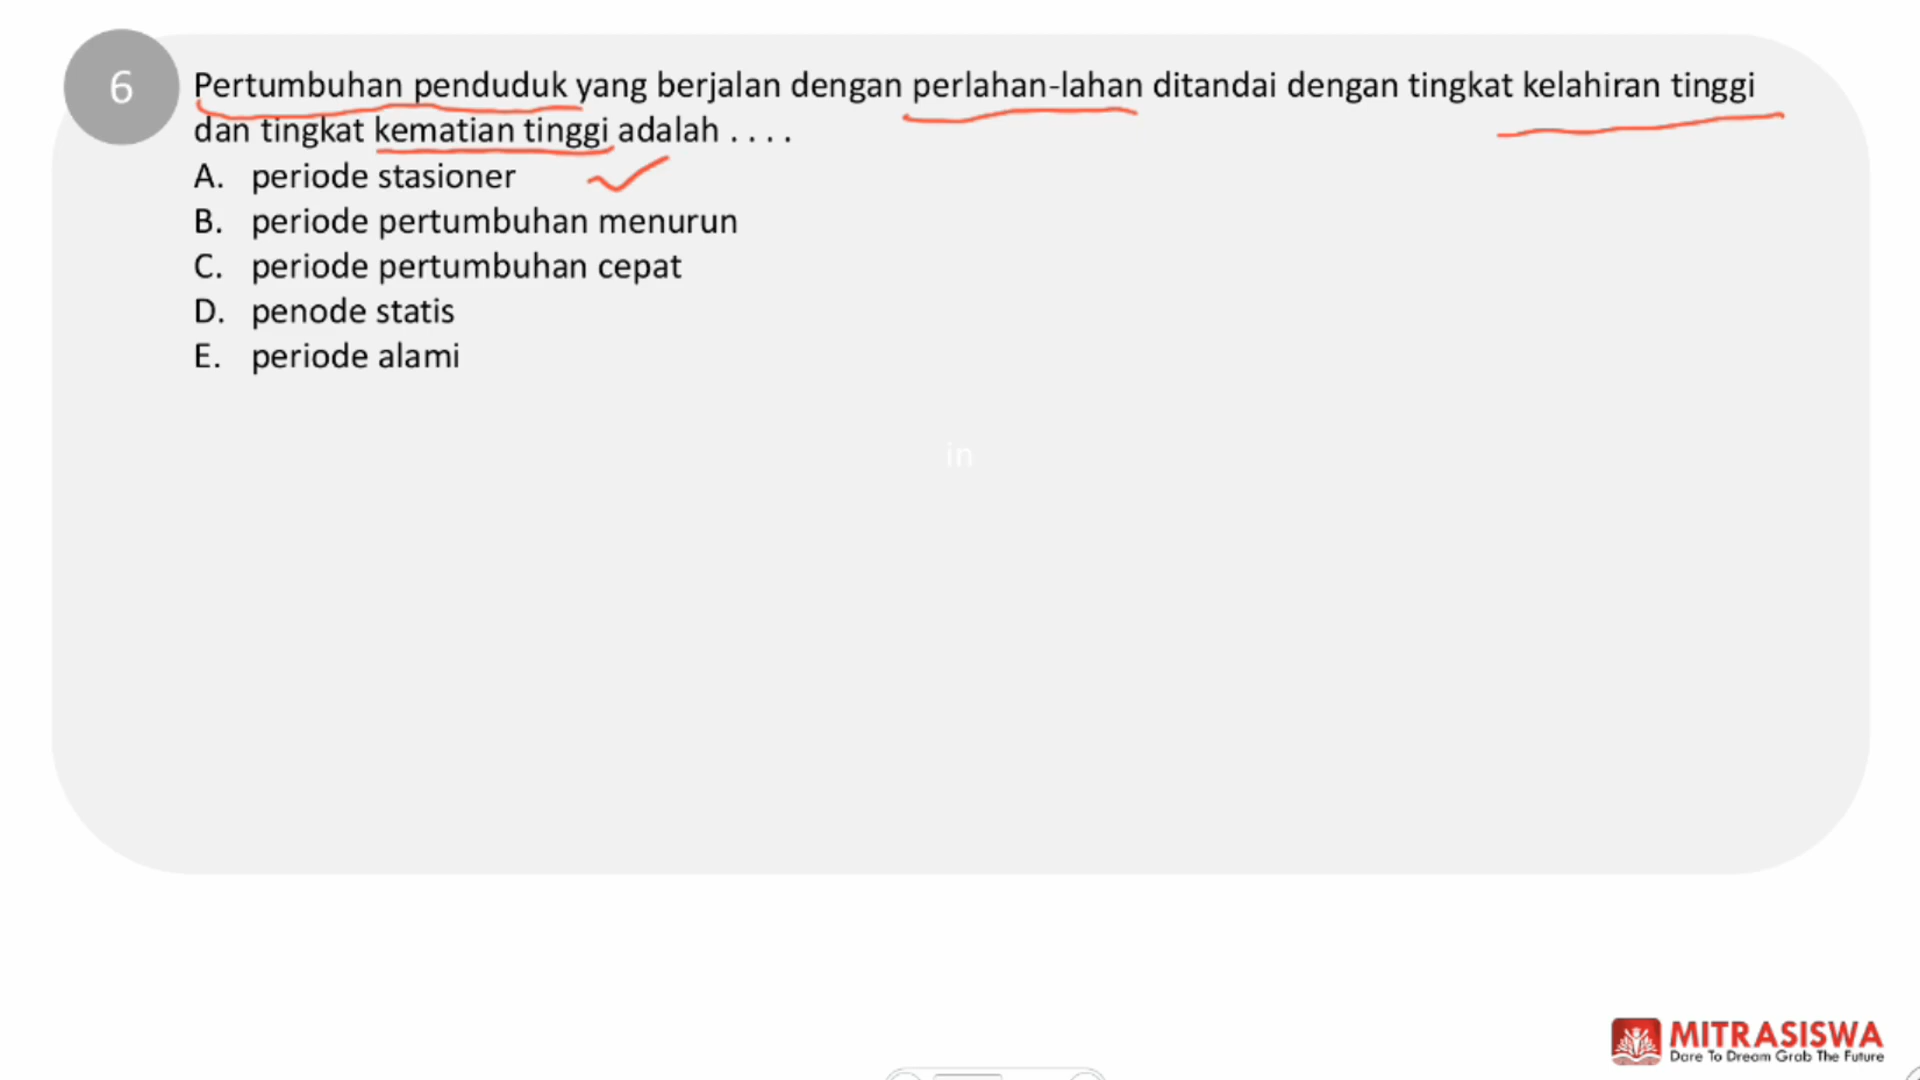 6
Pertumbuhan penduduk yang berjalan dengan perlahan-lahan ditandai dengan tingkat kelahiran tinggi
dan tingkat kematian tinggi adalah . . . .
A. periode stasioner
B. periode pertumbuhan menurun
C. periode pertumbuhan cepat
D. penode statis
E. periode alami
in
MITRASISWA
Dare To Dream Grab The Future